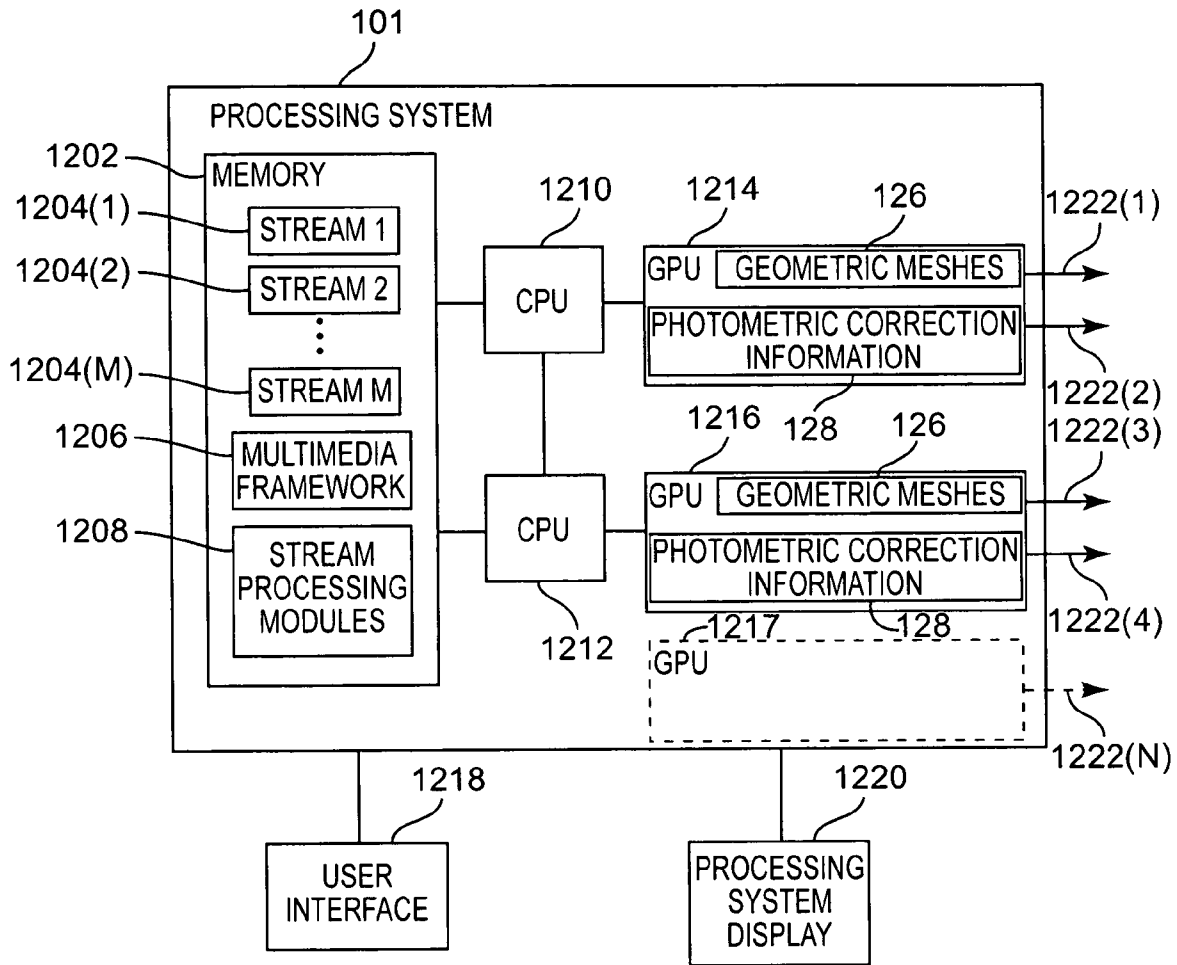 101
PROCESSING SYSTEM
1202
MEMORY
1204(1)
STREAM 1
1204(2)
STREAM 2
1204(M)
STREAM M
1206
MULTIMEDIA
FRAMEWORK
1208
STREAM
PROCESSING
MODULES
1210
CPU
CPU
1212
1214
126
GPU
GEOMETRIC MESHES
PHOTOMETRIC CORRECTION
INFORMATION
128
1222(1)
1222(2)
1216
126
GPU
GEOMETRIC MESHES
PHOTOMETRIC CORRECTION
INFORMATION
128
1222(3)
1222(4)
1217
GPU
1222(N)
1218
USER
INTERFACE
1220
PROCESSING
SYSTEM
DISPLAY